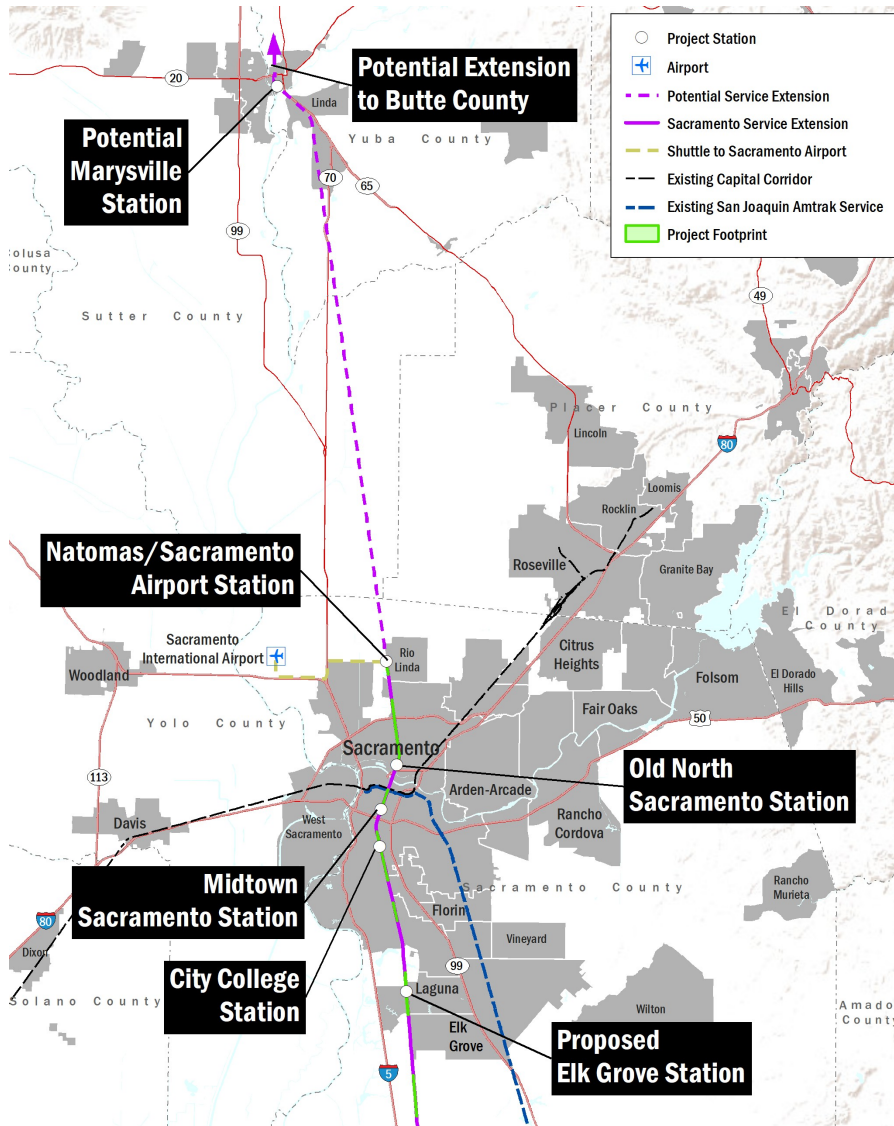 Project Station
Airport
Potential Service Extension
Sacramento Service Extension
Shuttle to Sacramento Airport
Existing Capital Corridor
Existing San Joaquin Amtrak Service
Project Footprint
Potential Extension
to Butte County
20
Linda
Potential
Marysville
Station
Yuba County
70
65
99
Colusa
County
Sutter County
49
Placer County
Lincoln
80
Loomis
Rocklin
Natomas/Sacramento
Airport Station
Roseville
Granite Bay
El Dorad
County
Sacramento
International Airport
Rio
Linda
Citrus
Heights
Woodland
Folsom
El Dorado
Hills
Yolo County
Fair Oaks
50
Sacramento
Old North
Sacramento Station
113
Arden-Arcade
Davis
West
Sacramento
Rancho
Cordova
Midtown
Sacramento Station
Sacramento County
Rancho
Murieta
Florin
80
Dixon
Vineyard
99
City College
Station
Laguna
Solano County
Wilton
Amado
County
Elk
Grove
Proposed
Elk Grove Station
5